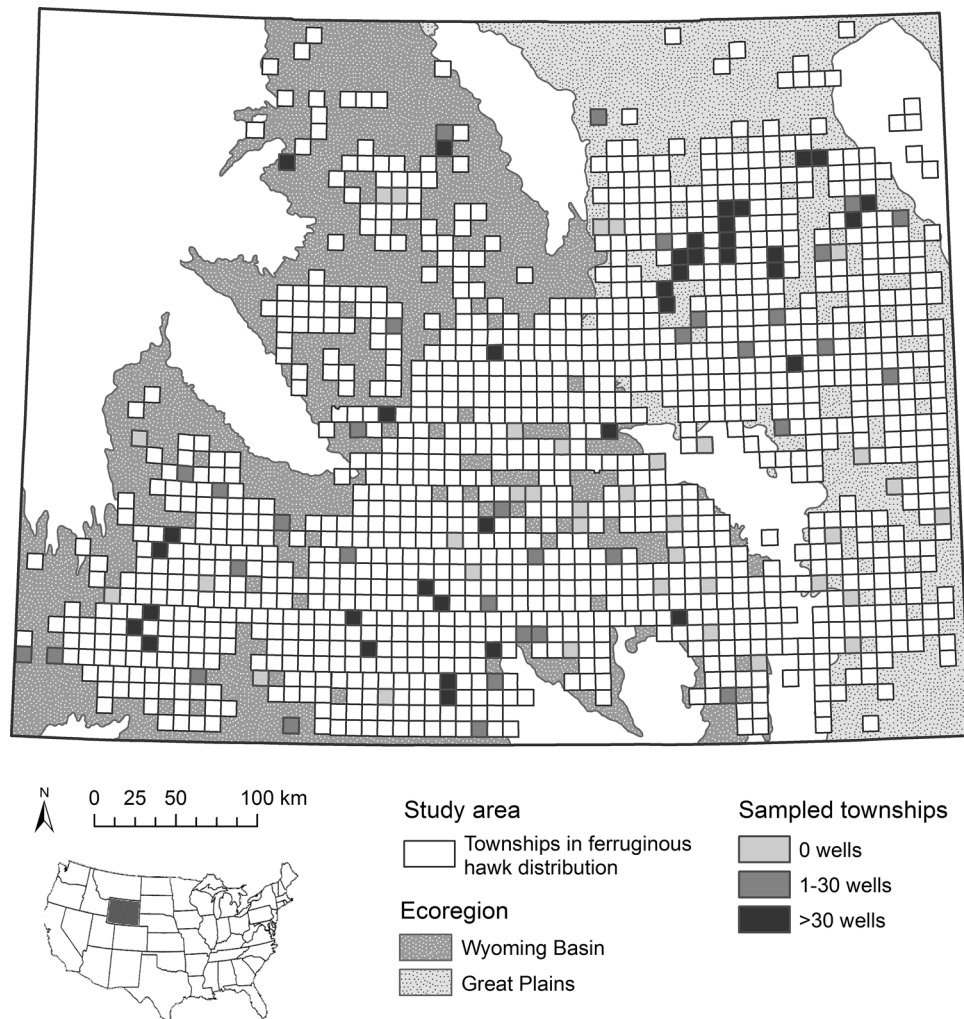 N
0 25 50 100 km
Study area
Townships in ferruginous
hawk distribution
Ecoregion
Wyoming Basin
Great Plains
Sampled townships
0 wells
1-30 wells
>30 wells